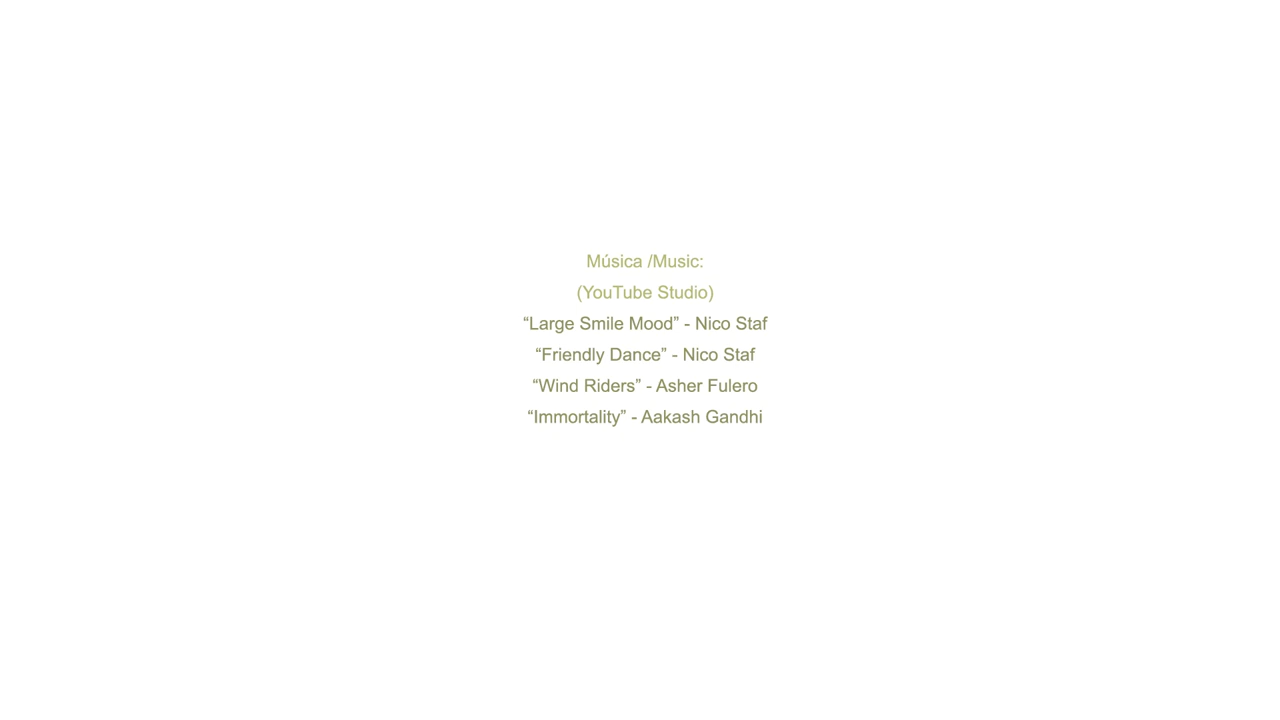 Música /Music:
(YouTube Studio)
“Large Smile Mood” - Nico Staf
“Friendly Dance” - Nico Staf
“Wind Riders” - Asher Fulero
“Immortality” - Aakash Gandhi